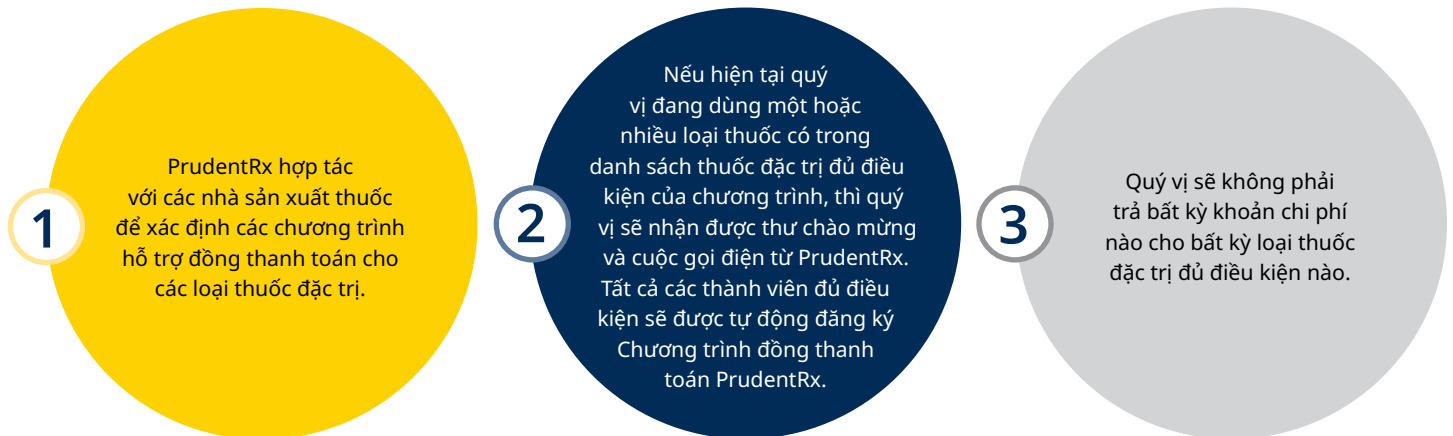 1
PrudentRx hợp tác
với các nhà sản xuất thuốc
để xác định các chương trình
hỗ trợ đồng thanh toán cho
các loại thuốc đặc trị.
2
Nếu hiện tại quý
vị đang dùng một hoặc
nhiều loại thuốc có trong
danh sách thuốc đặc trị đủ điều
kiện của chương trình, thì quý
vị sẽ nhận được thư chào mừng
và cuộc gọi điện từ PrudentRx.
Tất cả các thành viên đủ điều
kiện sẽ được tự động đăng ký
Chương trình đồng thanh
toán PrudentRx.
3
Quý vị sẽ không phải
trả bất kỳ khoản chi phí
nào cho bất kỳ loại thuốc
đặc trị đủ điều kiện nào.